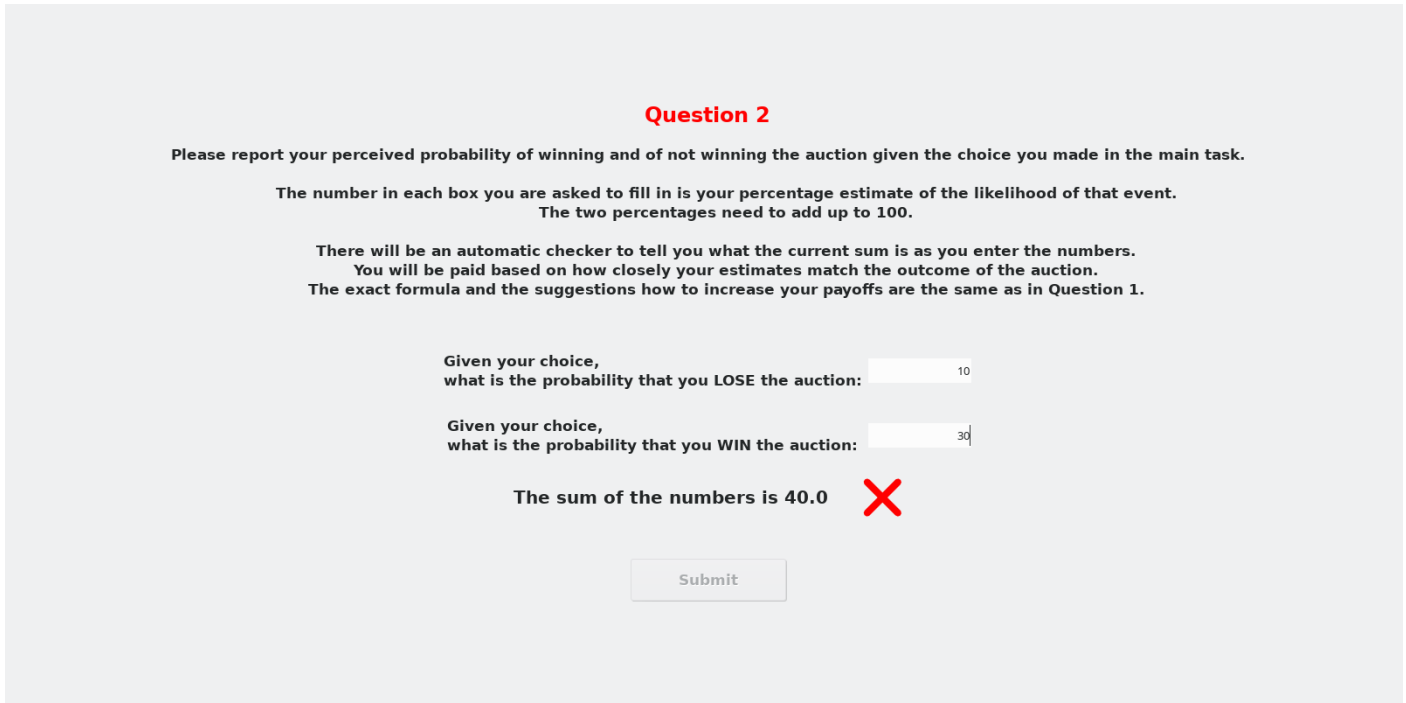 Question 2
Please report your perceived probability of winning and of not winning the auction given the choice you made in the main task.
The number in each box you are asked to fill in is your percentage estimate of the likelihood of that event.
The two percentages need to add up to 100.
There will be an automatic checker to tell you what the current sum is as you enter the numbers.
You will be paid based on how closely your estimates match the outcome of the auction.
The exact formula and the suggestions how to increase your payoffs are the same as in Question 1.
Given your choice,
what is the probability that you LOSE the auction:
10
Given your choice,
what is the probability that you WIN the auction:
30
The sum of the numbers is 40.0
Submit